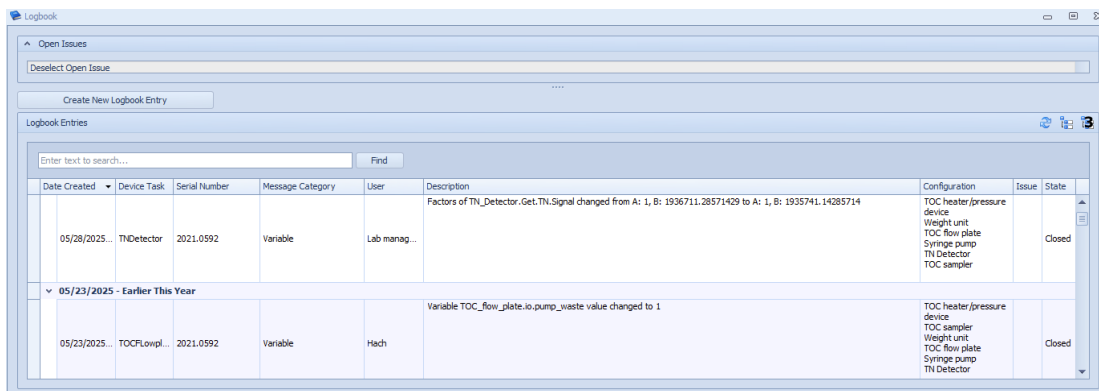 Logbook
Open Issues
Deselect Open Issue
Create New Logbook Entry
Logbook Entries
3
Enter text to search...
Find
Date Created Device Task Serial Number Message Category User Description Configuration Issue State
Factors of TN_Detector.Get.TN.Signal changed from A: 1, B: 1936711.28571429 to A: 1, B: 1935741.14285714
TOC heater/pressure
device
Weight unit
TOC flow plate
Syringe pump
TN Detector
TOC sampler
05/28/2025... TNDetector 2021.0592 Variable Lab manag... Closed
05/23/2025 - Earlier This Year
Variable TOC_flow_plate.io.pump_waste value changed to 1
TOC heater/pressure
device
TOC sampler
Weight unit
TOC flow plate
Syringe pump
TN Detector
05/23/2025... TOCFLowpl... 2021.0592 Variable Hach Closed